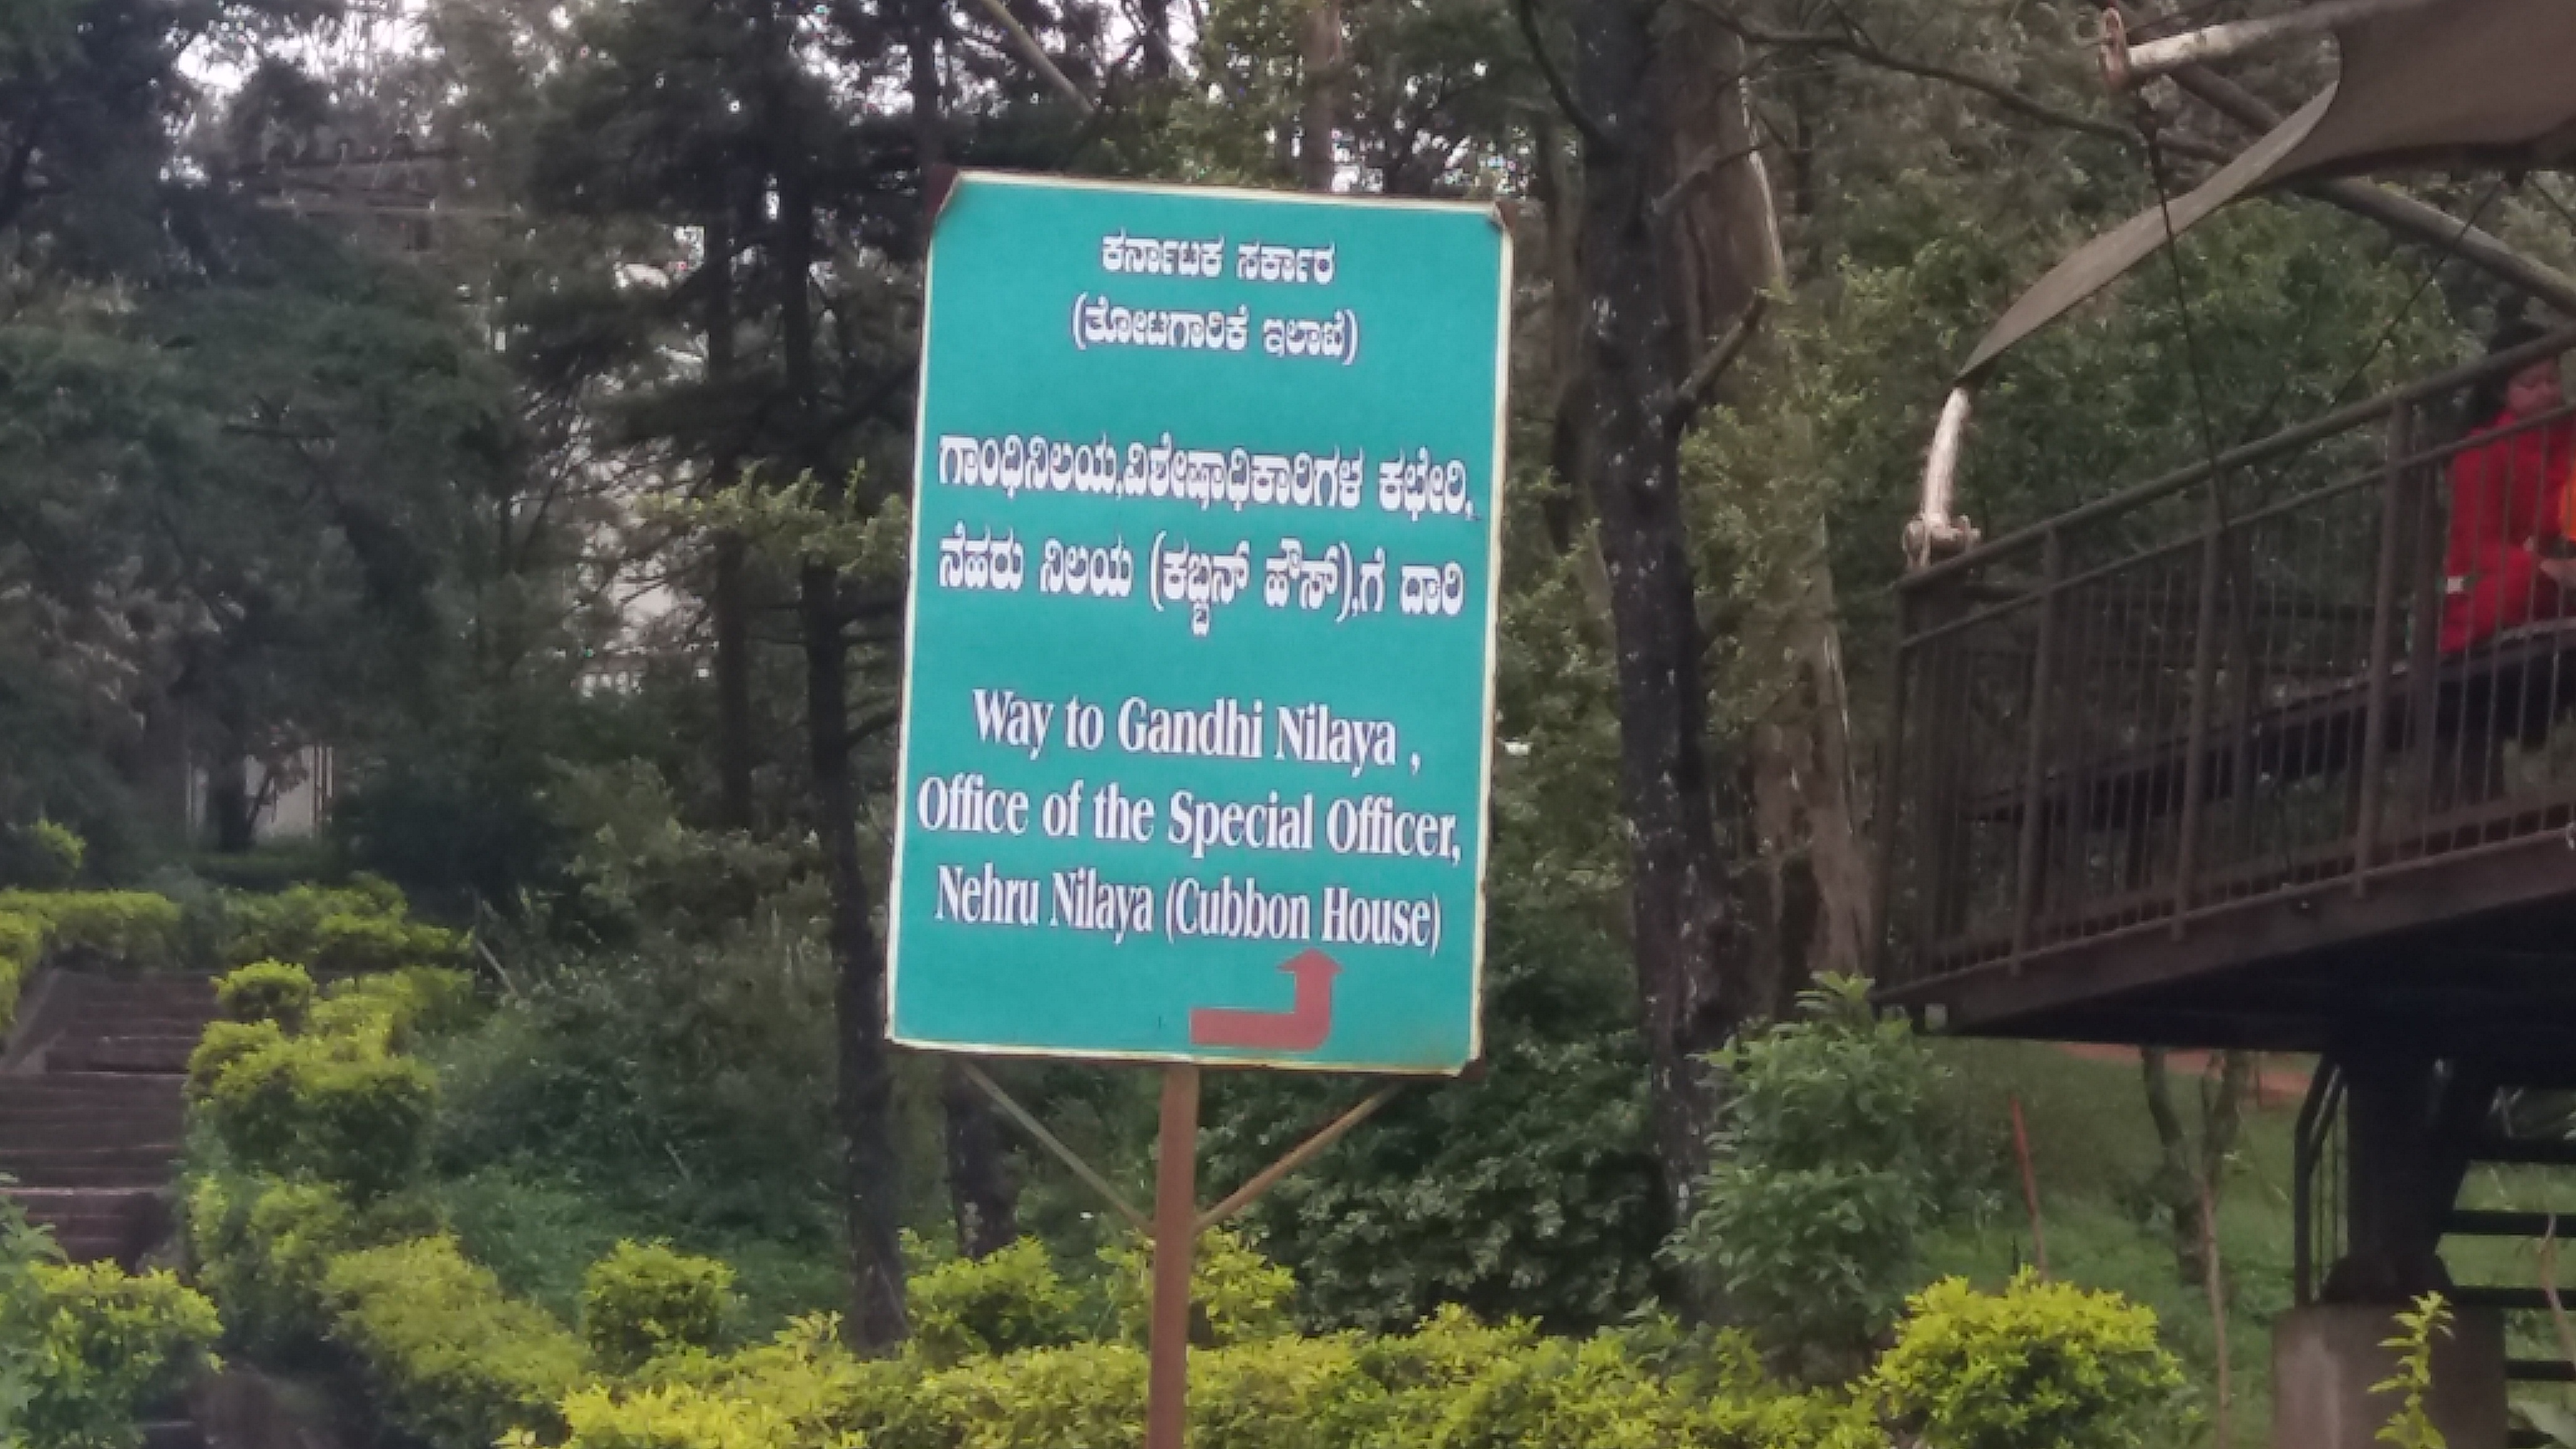 ಕರ್ನಾಟಕ ಸರ್ಕಾರ
(ತೋಟಗಾರಿಕೆ ಇಲಾಖೆ)
ಗಾಂಧಿನಿಲಯ,ವಿಶೇಷಾಧಿಕಾರಿಗಳ ಕಛೇರಿ,
ನೆಹರು ನಿಲಯ (ಕಬ್ಬನ್ ಹೌಸ್),ಗೆ ದಾರಿ
Way to Gandhi Nilaya ,
Office of the Special Officer,
Nehru Nilaya (Cubbon House)